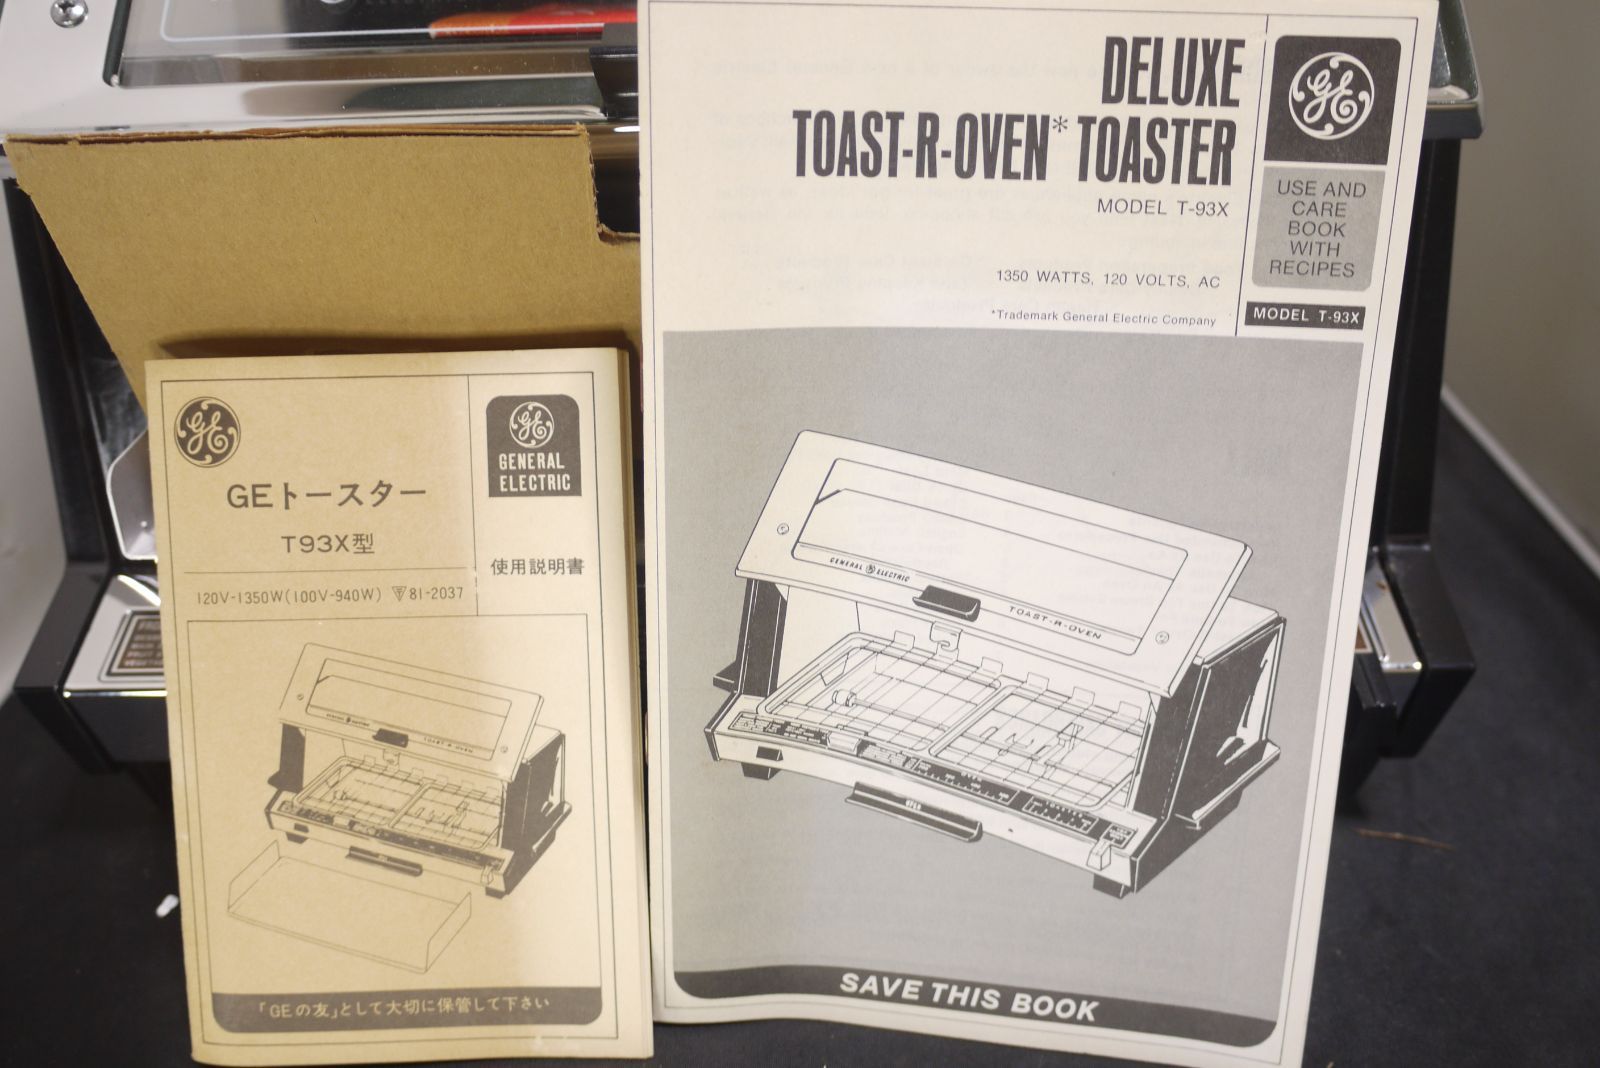 GE
GENERAL
ELECTRIC
GEトースター
T93X型
使用説明書
120V-1350W(100V-940W) 81-2037
GENERAL ELECTRIC
TOAST-R-OVEN
「GEの友」として大切に保管して下さい
DELUXE
TOAST-R-OVEN* TOASTER
MODEL T-93X
1350 WATTS, 120 VOLTS, AC
*Trademark General Electric Company
GE
USE AND
CARE
BOOK
WITH
RECIPES
MODEL T-93X
GENERAL ELECTRIC
TOAST-R-OVEN
OVEN
OPEN
TOASTER
SAVE THIS BOOK